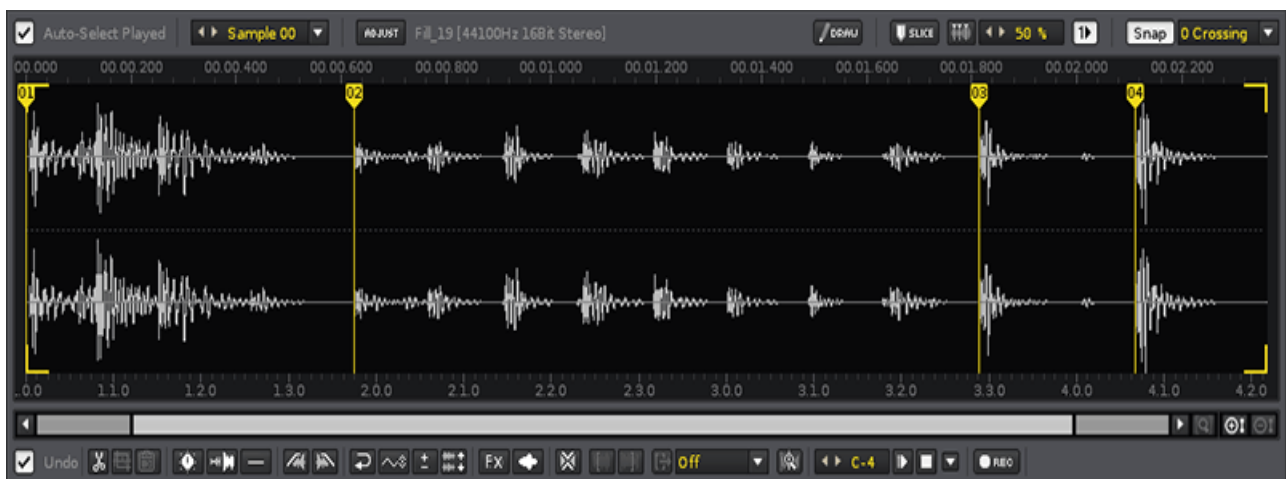 Auto-Select Played Sample 00 ADJUST Fill_19 [44100Hz 16Bit Stereo] DRAW SLICE 50 % Snap 0 Crossing
00.000 00.00.200 00.00.400 00.00.600 00.00.800 00.01.000 00.01.200 00.01.400 00.01.600 00.01.800 00.02.000 00.02.200
01 02 03 04
.0.0 1.1.0 1.2.0 1.3.0 2.0.0 2.1.0 2.2.0 2.3.0 3.0.0 3.1.0 3.2.0 3.3.0 4.0.0 4.1.0 4.2.0
Undo FX Off C-4 REC